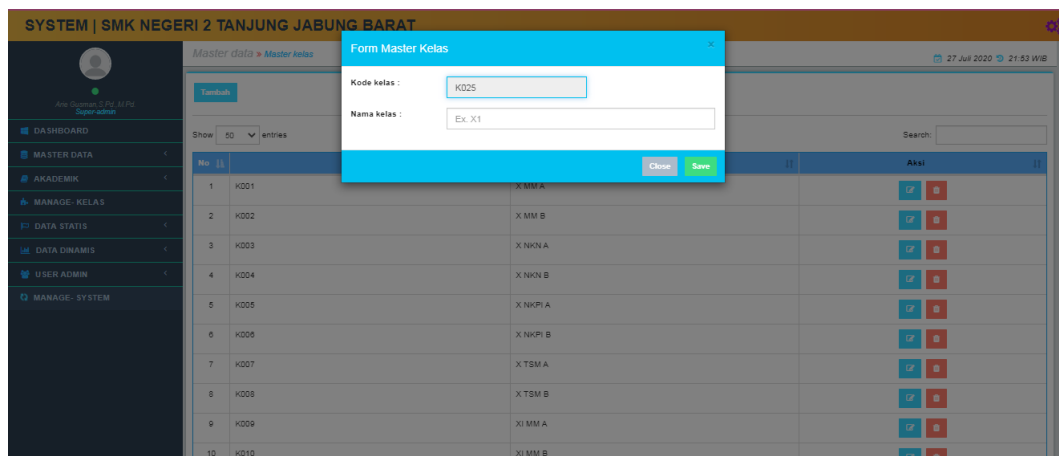 SYSTEM | SMK NEGERI 2 TANJUNG JABUNG BARAT
Master data » Master kelas
27 Juli 2020 21:53 WIB
Super-admin
DASHBOARD
MASTER DATA
AKADEMIK
MANAGE- KELAS
DATA STATIS
DATA DINAMIS
USER ADMIN
MANAGE- SYSTEM
Form Master Kelas x
Kode kelas : K025
Nama kelas : Ex. X1
Close Save
Tambah
Show 50 entries Search:
No Aksi
1 K001 X MM A
2 K002 X MM B
3 K003 X NKN A
4 K004 X NKN B
5 K005 X NKPI A
6 K006 X NKPI B
7 K007 X TSM A
8 K008 X TSM B
9 K009 XI MM A
10 K010 XI MM B